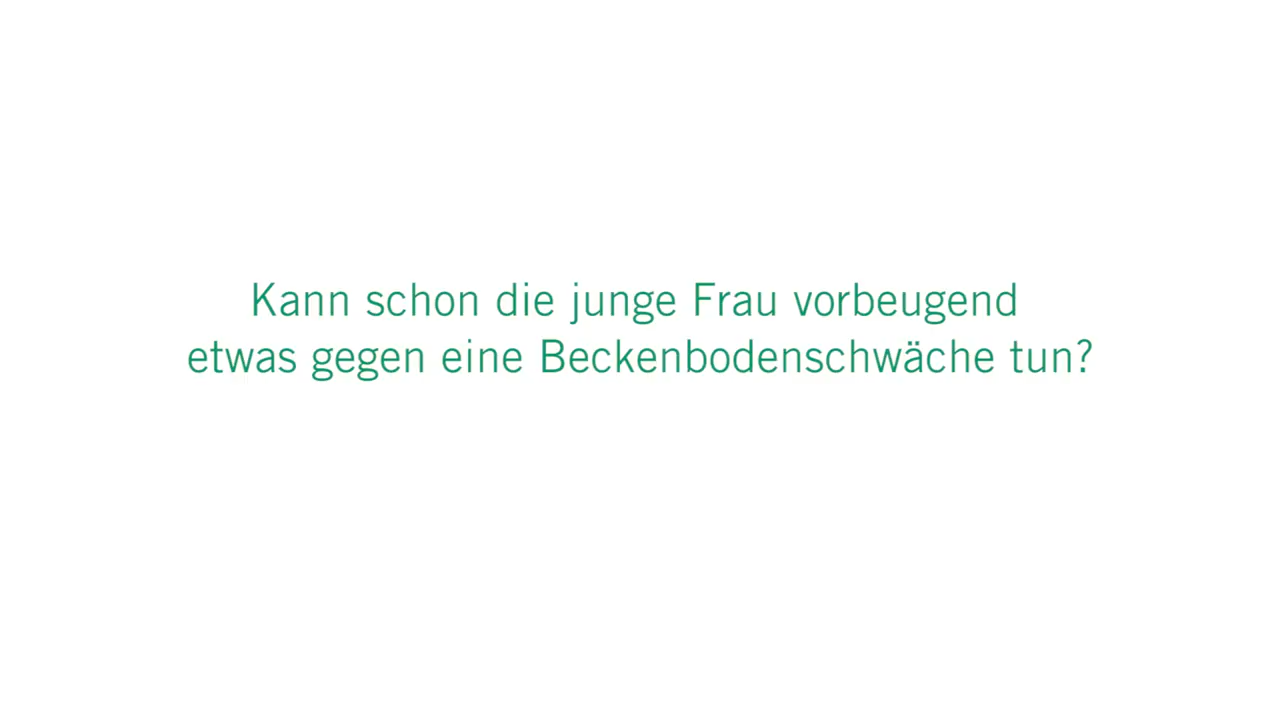 Kann schon die junge Frau vorbeugend
etwas gegen eine Beckenbodenschwäche tun?